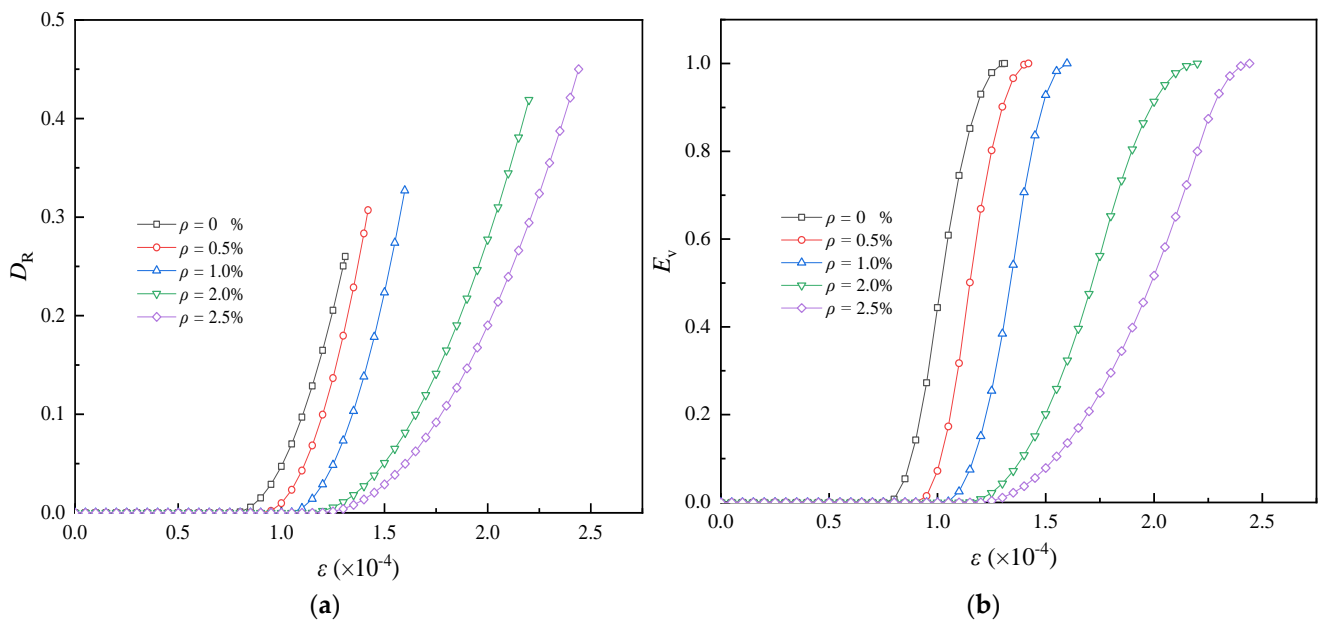 0.5
0.4
0.3
0.2
0.1
0.0
D_R
ρ = 0 %
ρ = 0.5%
ρ = 1.0%
ρ = 2.0%
ρ = 2.5%
0.0 0.5 1.0 1.5 2.0 2.5
ε (×10⁻⁴)
(a)
1.0
0.8
0.6
0.4
0.2
0.0
E_v
ρ = 0 %
ρ = 0.5%
ρ = 1.0%
ρ = 2.0%
ρ = 2.5%
0.0 0.5 1.0 1.5 2.0 2.5
ε (×10⁻⁴)
(b)